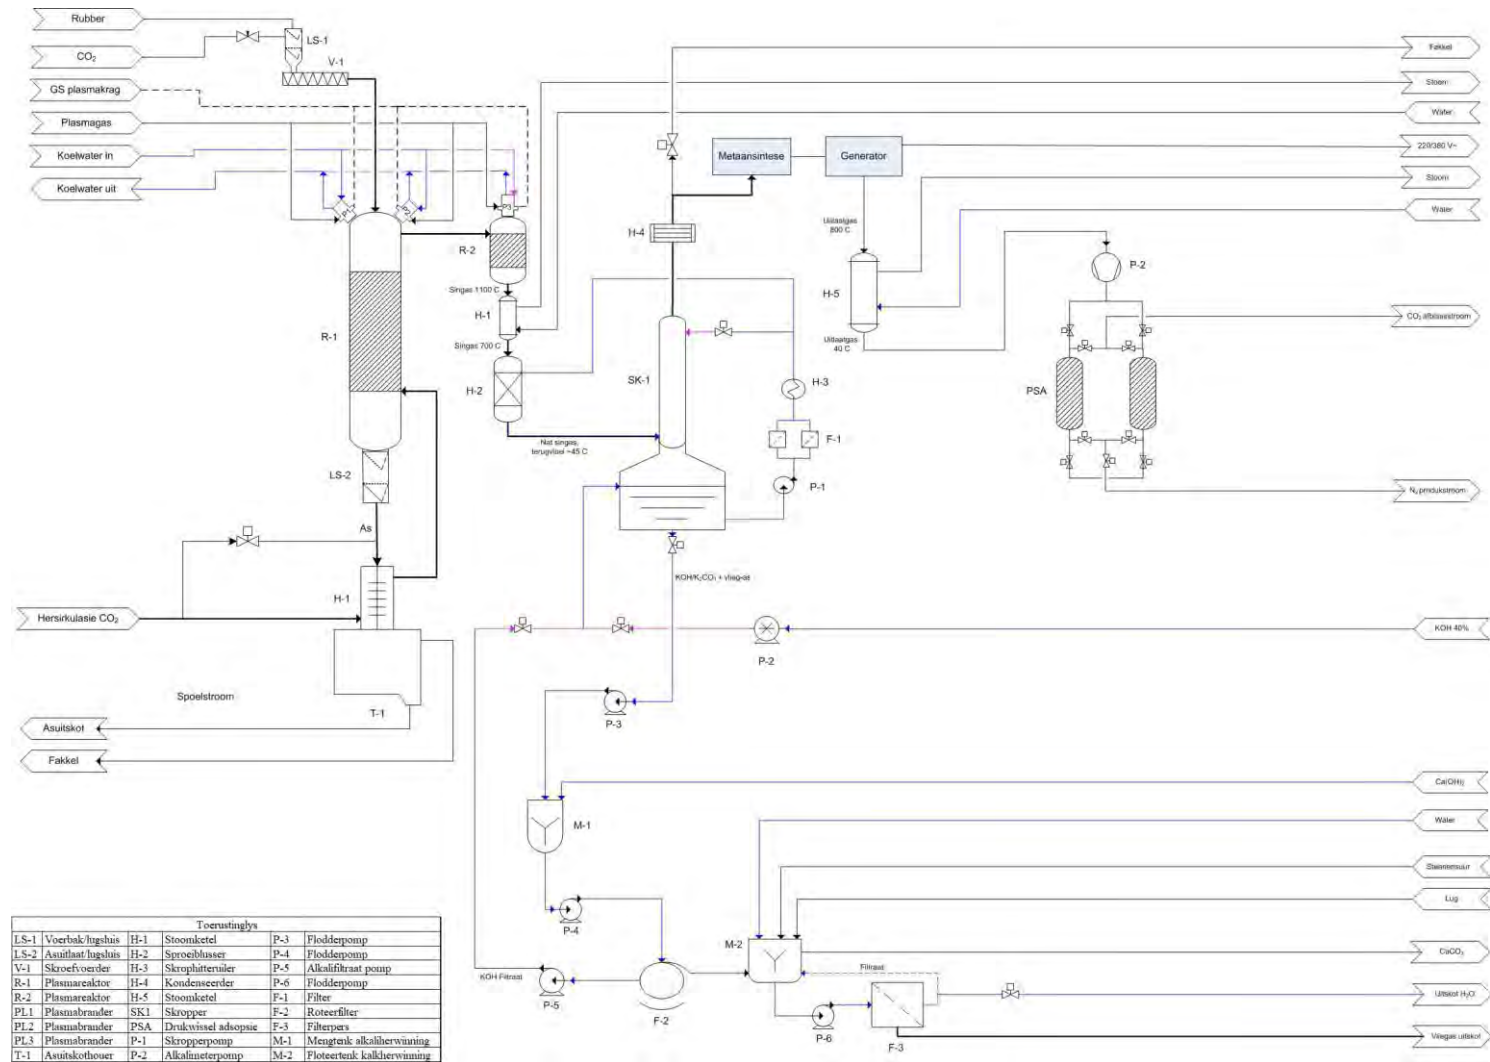 Rubber
CO₂
GS plasmakrag
Plasmagas
Koelwater in
Koelwater uit
LS-1
V-1
P1
P2
P3
R-2
Singas 1100 C
H-1
Singas 700 C
H-2
R-1
LS-2
As
H-1
Hersirkulasie CO₂
Spoelstroom
T-1
Asuitskot
Fakkel
Nat singas,
terugvloei ~45 C
H-4
SK-1
H-3
F-1
P-1
KOH/K₂CO₃ + vlieg-as
Metaansintese
Generator
Uitlaatgas
800 C
H-5
Uitlaatgas
40 C
P-2
PSA
Fakkel
Stoom
Water
220/380 V~
Stoom
Water
CO₂ afblaasstroom
N₂ produkstroom
KOH 40%
P-2
P-3
M-1
P-4
KOH Filtraat
P-5
F-2
M-2
Filtraat
P-6
F-3
Ca(OH)₂
Water
Lug
CaCO₃
Uitskot H₂O
Vliegas uitskot
Toerustinglys
LS-1 Voerbak/lugsluis H-1 Stoomketel P-3 Flodderpomp
LS-2 Asuitlaat/lugsluis H-2 Sproeiblusser P-4 Flodderpomp
V-1 Skroefvoerder H-3 Skrophitteruiler P-5 Alkalifiltraat pomp
R-1 Plasmareaktor H-4 Kondenseerder P-6 Flodderpomp
R-2 Plasmareaktor H-5 Stoomketel F-1 Filter
PL1 Plasmabrander SK1 Skropper F-2 Roteerfilter
PL2 Plasmabrander PSA Drukwissel adsopsie F-3 Filterpers
PL3 Plasmabrander P-1 Skropperpomp M-1 Mengtenk alkaliherwinning
T-1 Asuitskothouer P-2 Alkalimeterpomp M-2 Floteertenk kalkherwinning